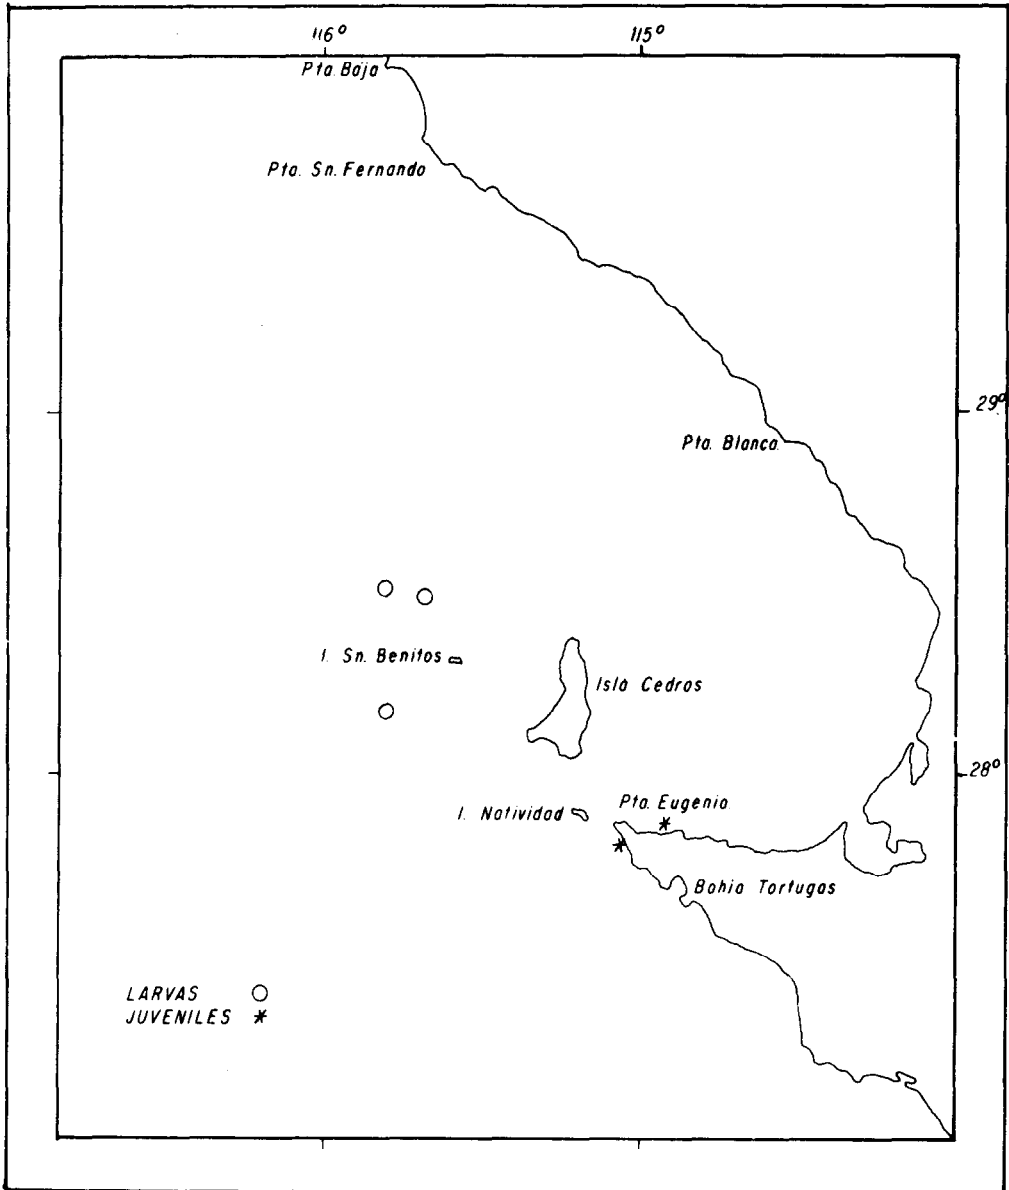 116° 115°
Pta. Baja
Pta. Sn. Fernando
29°
Pta. Blanca.
I. Sn. Benitos
Isla Cedros
28°
Pta. Eugenia.
I. Natividad
Bahia Tortugas
LARVAS
JUVENILES *